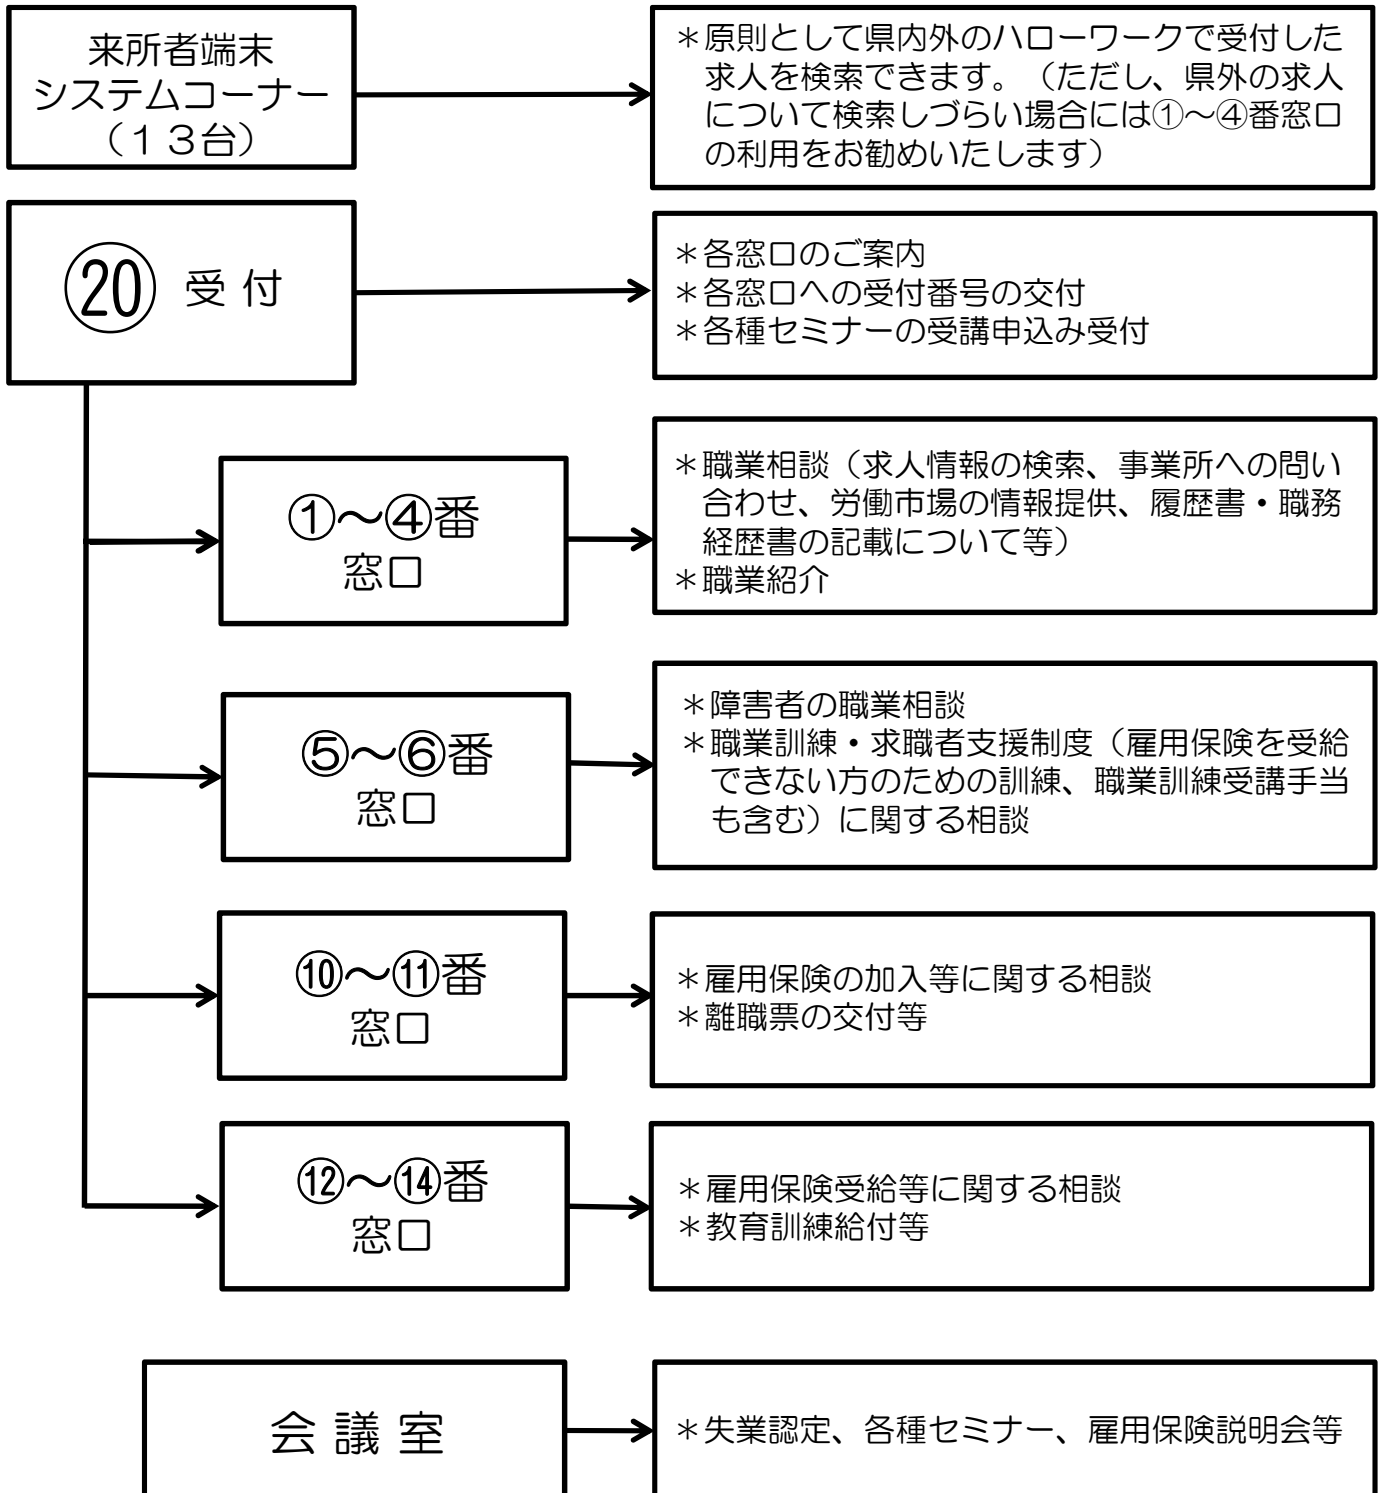 来所者端末
システムコーナー
（１３台）
＊原則として県内外のハローワークで受付した
求人を検索できます。（ただし、県外の求人
について検索しづらい場合には①～④番窓口
の利用をお勧めいたします）
⑳ 受 付
＊各窓口のご案内
＊各窓口への受付番号の交付
＊各種セミナーの受講申込み受付
①～④番
窓口
＊職業相談（求人情報の検索、事業所への問い
合わせ、労働市場の情報提供、履歴書・職務
経歴書の記載について等）
＊職業紹介
⑤～⑥番
窓口
＊障害者の職業相談
＊職業訓練・求職者支援制度（雇用保険を受給
できない方のための訓練、職業訓練受講手当
も含む）に関する相談
⑩～⑪番
窓口
＊雇用保険の加入等に関する相談
＊離職票の交付等
⑫～⑭番
窓口
＊雇用保険受給等に関する相談
＊教育訓練給付等
会 議 室
＊失業認定、各種セミナー、雇用保険説明会等